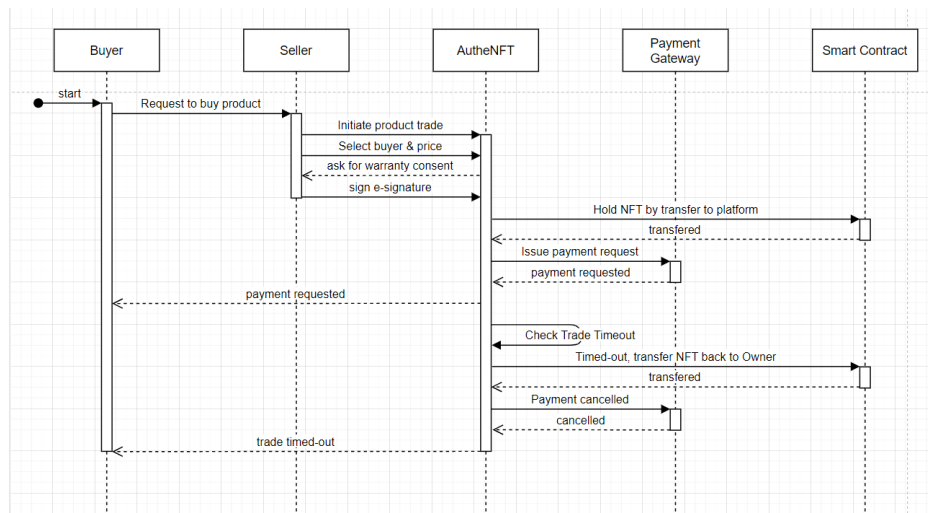 Buyer
Seller
AutheNFT
Payment
Gateway
Smart Contract
start
Request to buy product
Initiate product trade
Select buyer & price
ask for warranty consent
sign e-signature
Hold NFT by transfer to platform
transfered
Issue payment request
payment requested
payment requested
Check Trade Timeout
Timed-out, transfer NFT back to Owner
transfered
Payment cancelled
cancelled
trade timed-out